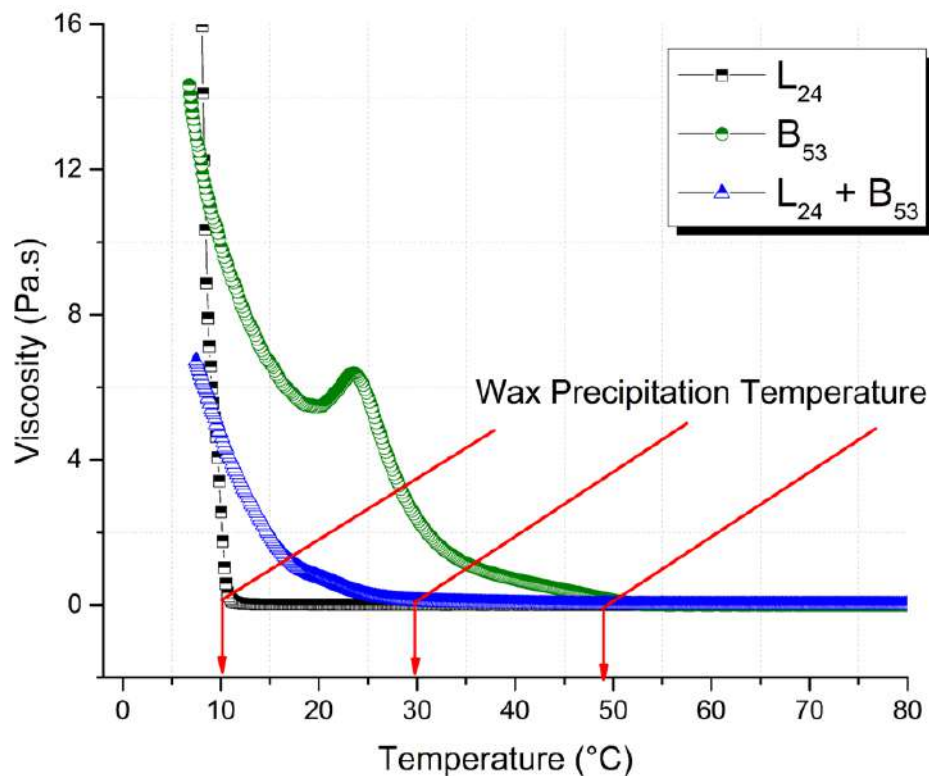 16
12
8
4
0
Viscosity (Pa.s)
L24
B53
L24 + B53
Wax Precipitation Temperature
0 10 20 30 40 50 60 70 80
Temperature (°C)